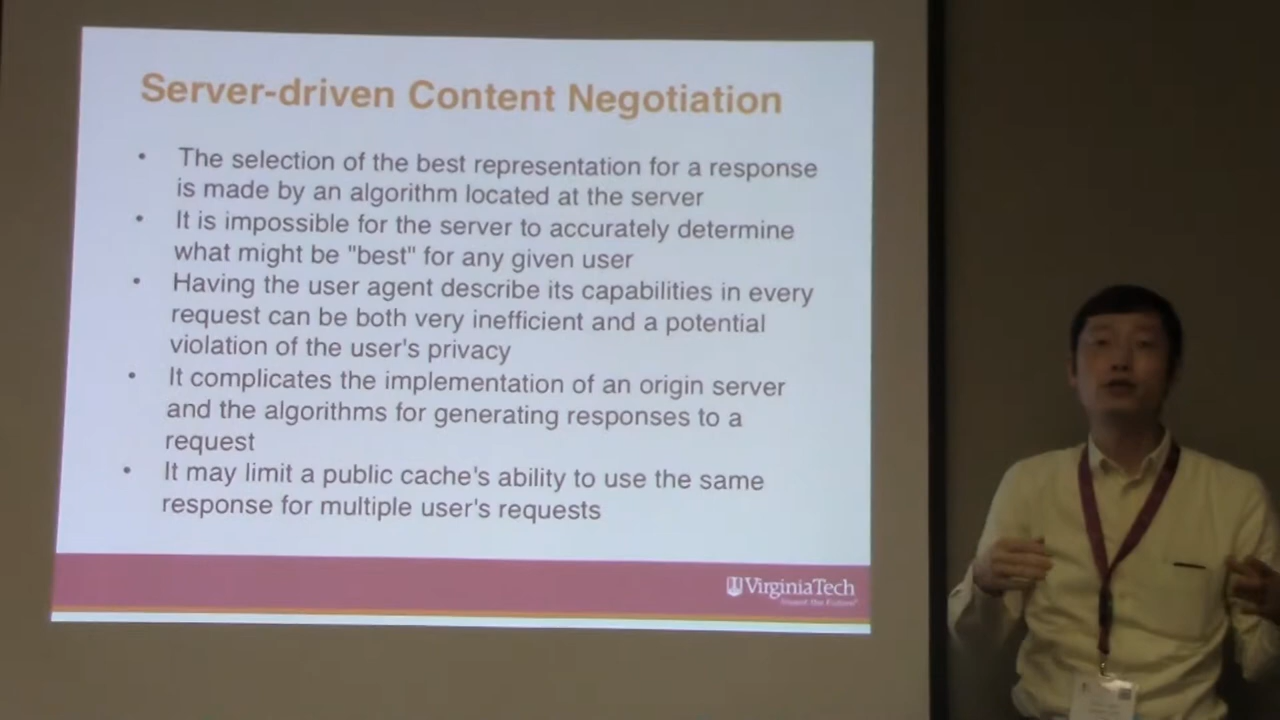 Server-driven Content Negotiation
• The selection of the best representation for a response
is made by an algorithm located at the server
• It is impossible for the server to accurately determine
what might be "best" for any given user
• Having the user agent describe its capabilities in every
request can be both very inefficient and a potential
violation of the user's privacy
• It complicates the implementation of an origin server
and the algorithms for generating responses to a
request
• It may limit a public cache's ability to use the same
response for multiple user's requests
VirginiaTech
Invent the Future